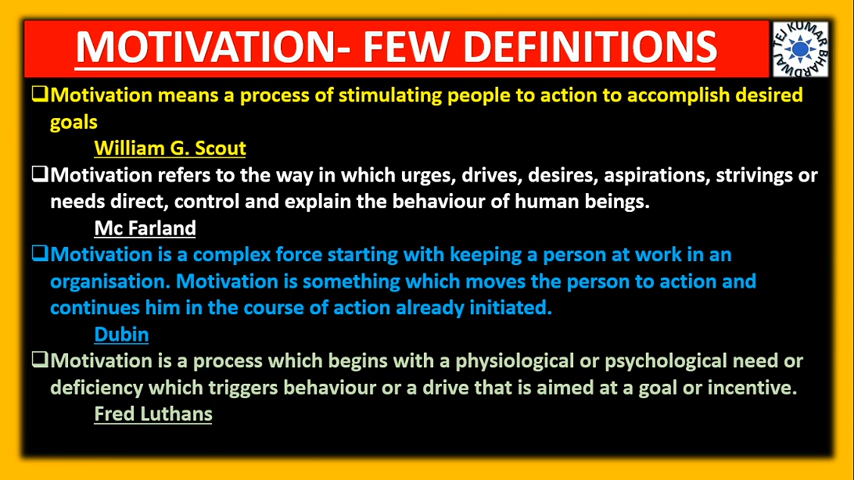 MOTIVATION- FEW DEFINITIONS
TEJ KUMAR BHARDWAJ
❑Motivation means a process of stimulating people to action to accomplish desired
goals
William G. Scout
❑Motivation refers to the way in which urges, drives, desires, aspirations, strivings or
needs direct, control and explain the behaviour of human beings.
Mc Farland
❑Motivation is a complex force starting with keeping a person at work in an
organisation. Motivation is something which moves the person to action and
continues him in the course of action already initiated.
Dubin
❑Motivation is a process which begins with a physiological or psychological need or
deficiency which triggers behaviour or a drive that is aimed at a goal or incentive.
Fred Luthans